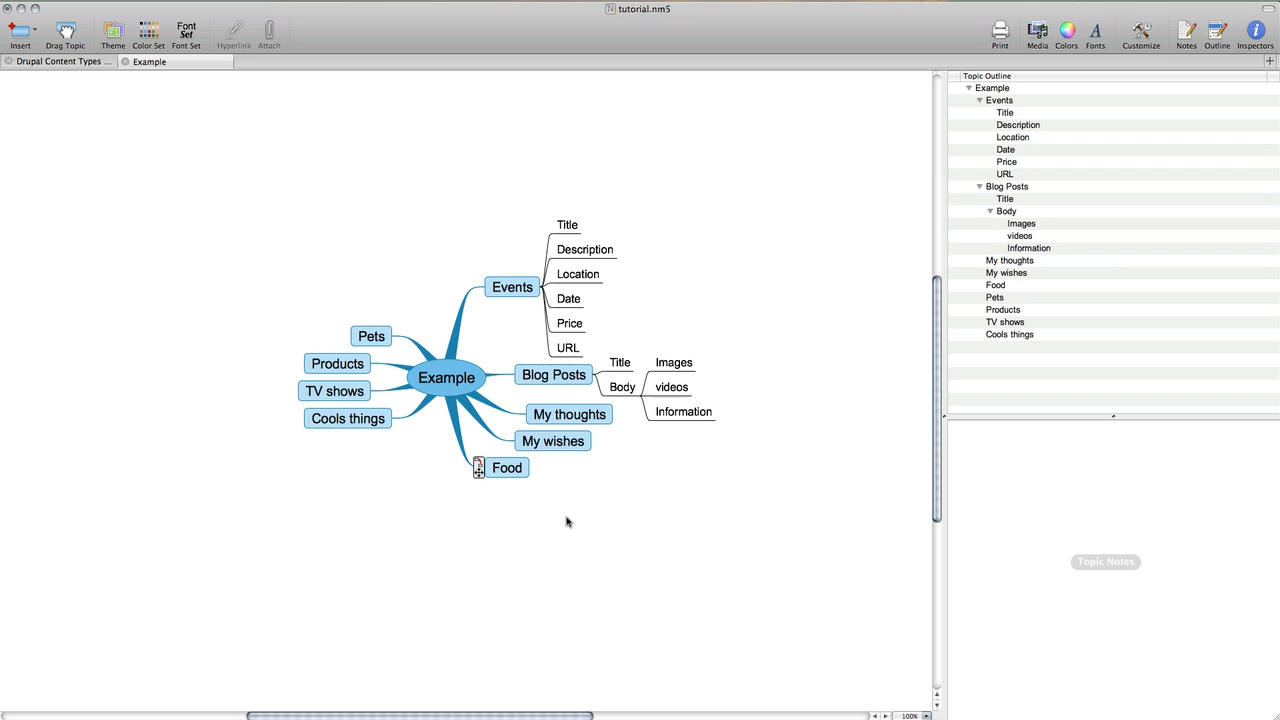 tutorial.nm5
Insert
Drag Topic
Theme
Color Set
Font Set
Font Set
Hyperlink
Attach
Print
Media
Colors
Fonts
Customize
Notes
Outline
Inspectors
Drupal Content Types ...
Example
Title
Description
Location
Date
Price
URL
Events
Pets
Products
TV shows
Cools things
Example
Blog Posts
Title
Body
Images
videos
Information
My thoughts
My wishes
Food
100%
Topic Outline
Example
Events
Title
Description
Location
Date
Price
URL
Blog Posts
Title
Body
Images
videos
Information
My thoughts
My wishes
Food
Pets
Products
TV shows
Cools things
Topic Notes